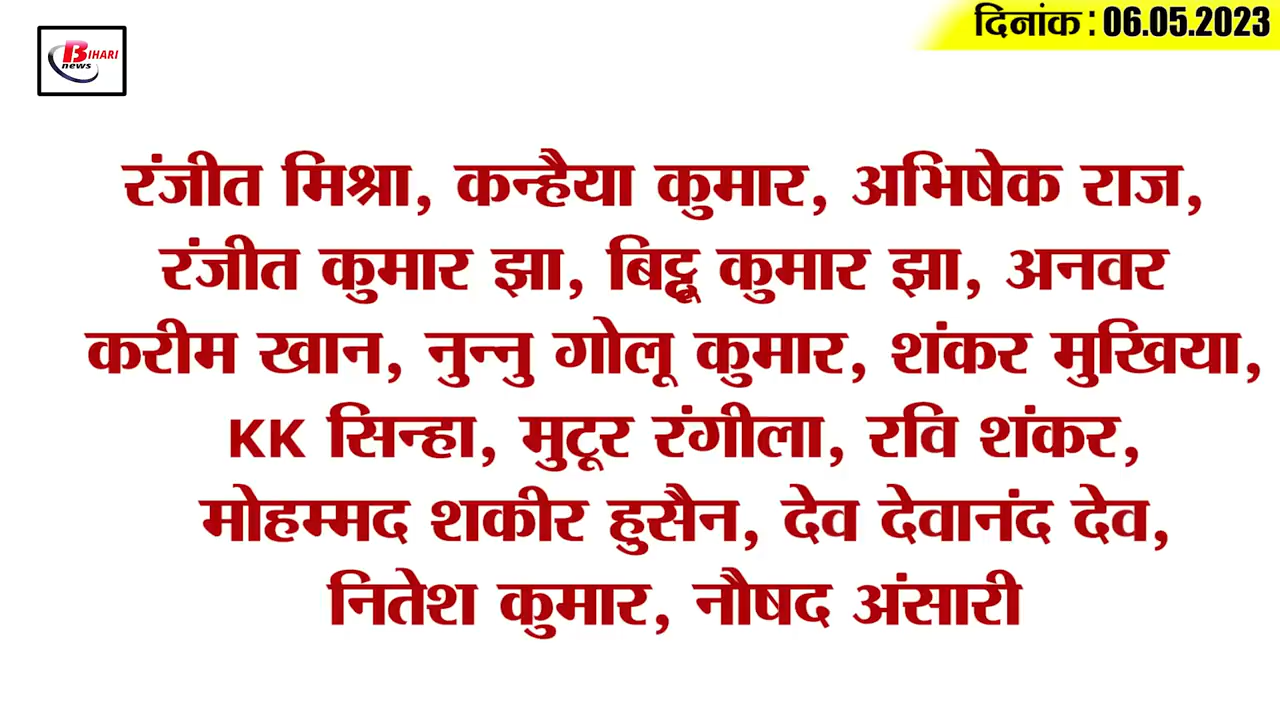 BIHARI
news
दिनांक : 06.05.2023
रंजीत मिश्रा, कन्हैया कुमार, अभिषेक राज,
रंजीत कुमार झा, बिट्टू कुमार झा, अनवर
करीम खान, नुन्नु गोलू कुमार, शंकर मुखिया,
KK सिन्हा, मुटूर रंगीला, रवि शंकर,
मोहम्मद शकीर हुसैन, देव देवानंद देव,
नितेश कुमार, नौषद अंसारी